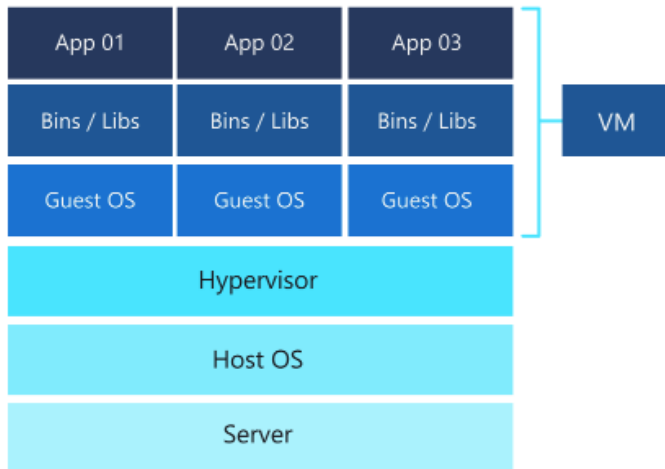 App 01 App 02 App 03
Bins / Libs Bins / Libs Bins / Libs VM
Guest OS Guest OS Guest OS
Hypervisor
Host OS
Server